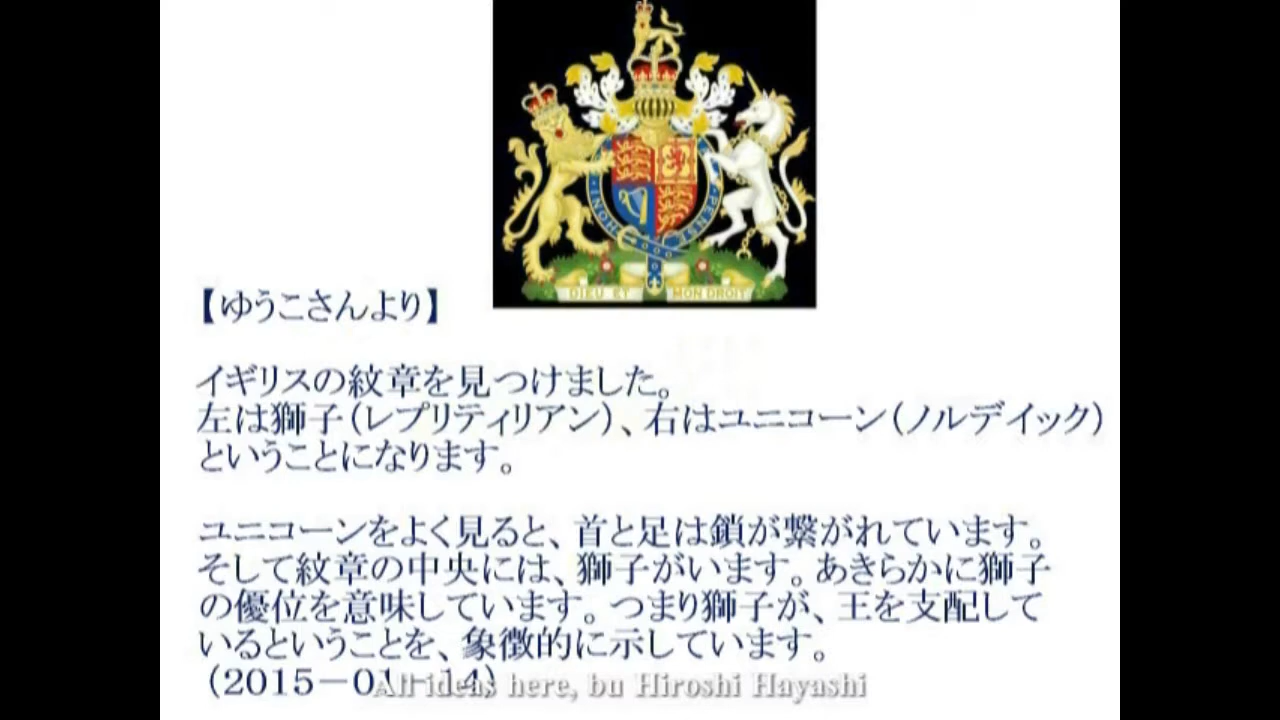 HONI
PENSE
DIEU ET MON DROIT
【ゆうこさんより】
イギリスの紋章を見つけました。
左は獅子(レプリティリアン)、右はユニコーン(ノルデイック)
ということになります。
ユニコーンをよく見ると、首と足は鎖が繋がれています。
そして紋章の中央には、獅子がいます。あきらかに獅子
の優位を意味しています。つまり獅子が、王を支配して
いるということを、象徴的に示しています。
(2015-01-14)
All ideas here, bu Hiroshi Hayashi